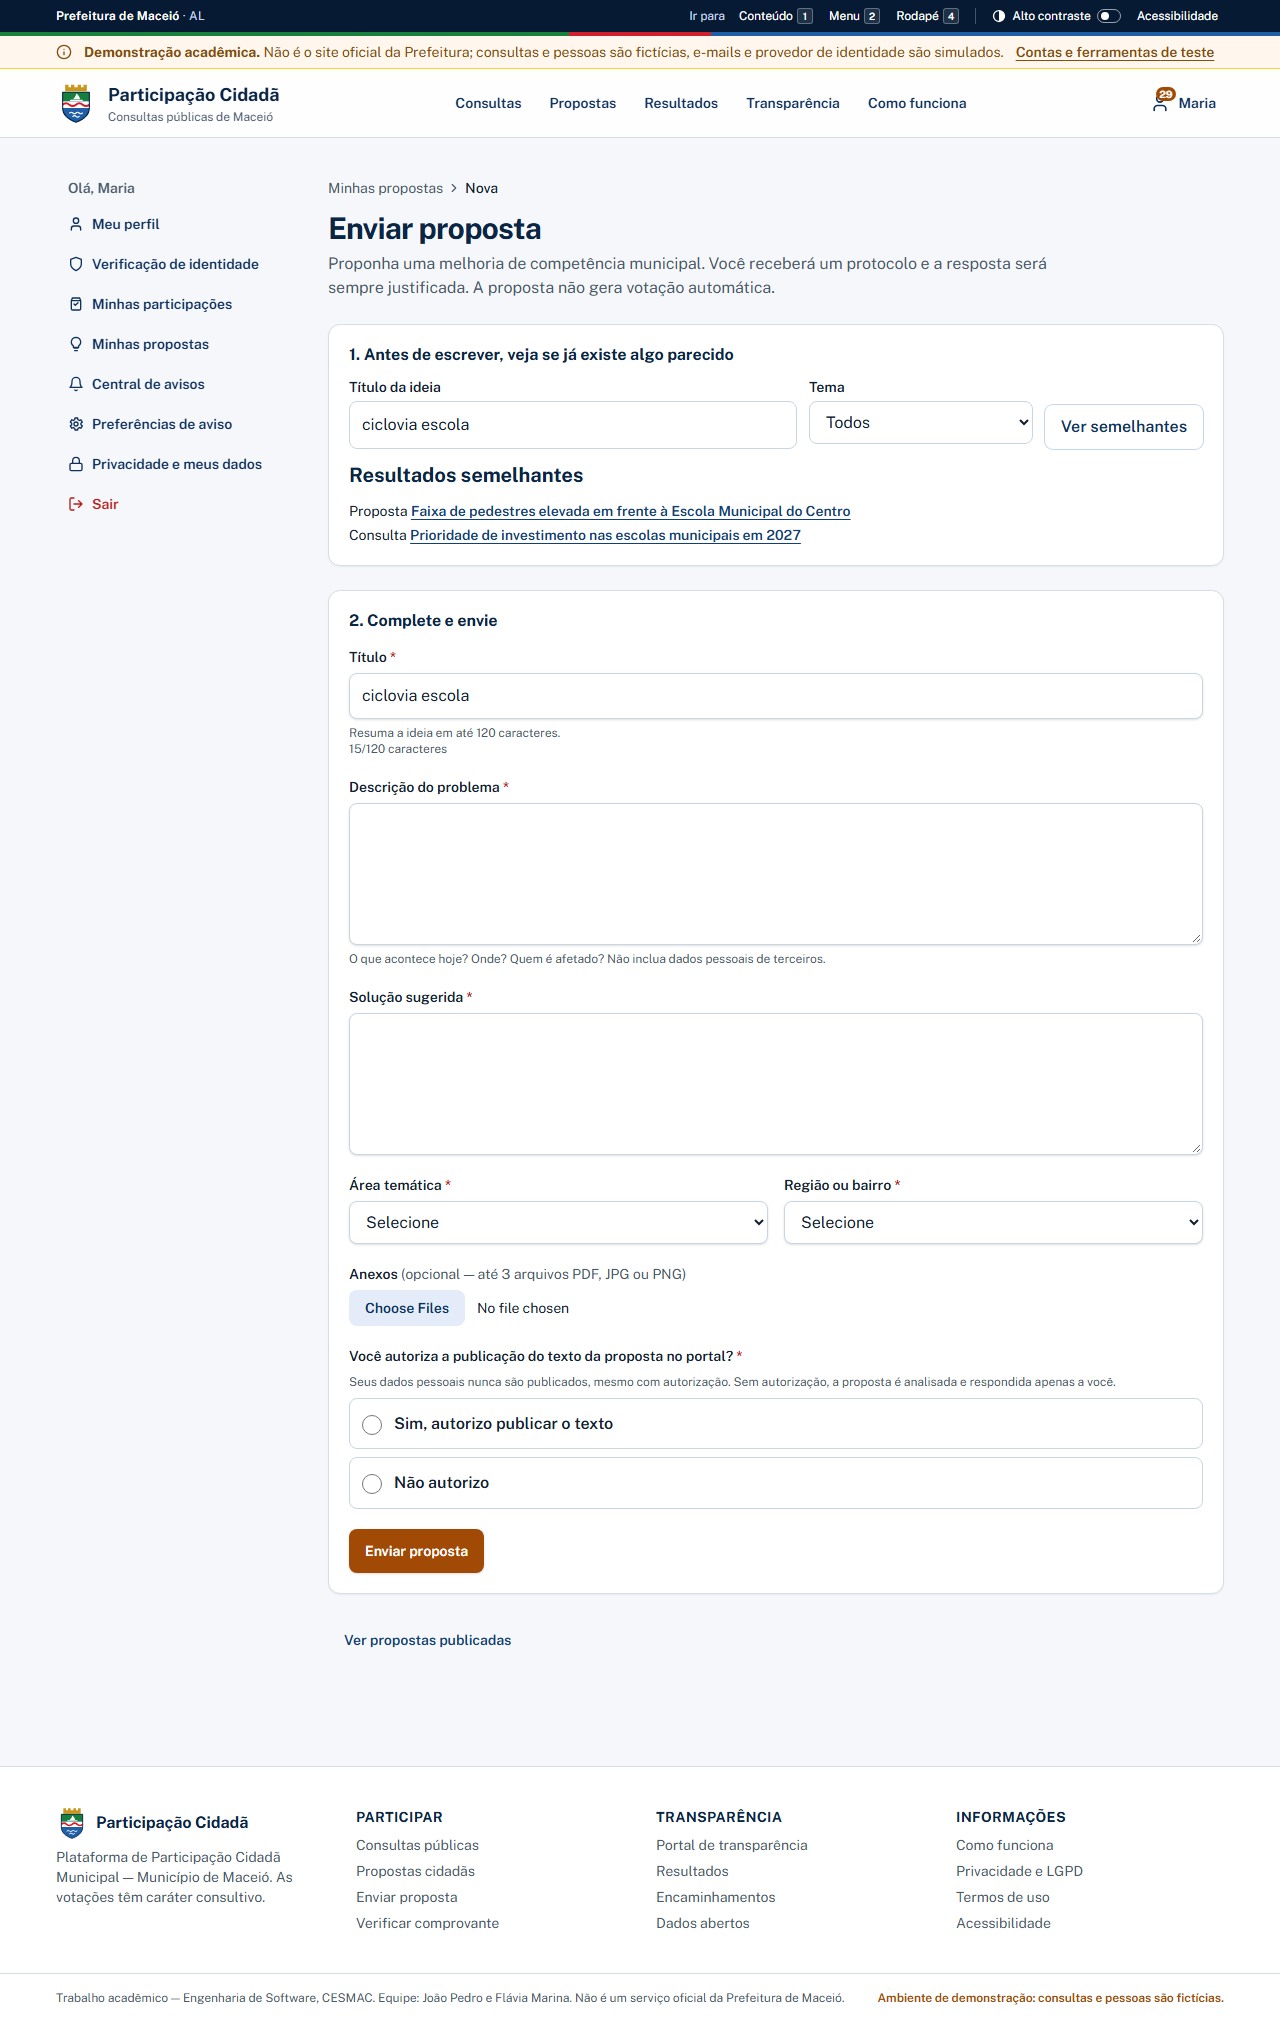 Prefeitura de Maceió · AL
Ir para Conteúdo 1 Menu 2 Rodapé 4 Alto contraste Acessibilidade
Demonstração acadêmica. Não é o site oficial da Prefeitura; consultas e pessoas são fictícias, e-mails e provedor de identidade são simulados. Contas e ferramentas de teste
Participação Cidadã
Consultas públicas de Maceió
Consultas Propostas Resultados Transparência Como funciona
29 Maria
Olá, Maria
Meu perfil
Verificação de identidade
Minhas participações
Minhas propostas
Central de avisos
Preferências de aviso
Privacidade e meus dados
Sair
Minhas propostas > Nova
Enviar proposta
Proponha uma melhoria de competência municipal. Você receberá um protocolo e a resposta será
sempre justificada. A proposta não gera votação automática.
1. Antes de escrever, veja se já existe algo parecido
Título da ideia Tema
ciclovia escola Todos Ver semelhantes
Resultados semelhantes
Proposta Faixa de pedestres elevada em frente à Escola Municipal do Centro
Consulta Prioridade de investimento nas escolas municipais em 2027
2. Complete e envie
Título *
ciclovia escola
Resuma a ideia em até 120 caracteres.
15/120 caracteres
Descrição do problema *
O que acontece hoje? Onde? Quem é afetado? Não inclua dados pessoais de terceiros.
Solução sugerida *
Área temática * Região ou bairro *
Selecione Selecione
Anexos (opcional — até 3 arquivos PDF, JPG ou PNG)
Choose Files No file chosen
Você autoriza a publicação do texto da proposta no portal? *
Seus dados pessoais nunca são publicados, mesmo com autorização. Sem autorização, a proposta é analisada e respondida apenas a você.
Sim, autorizo publicar o texto
Não autorizo
Enviar proposta
Ver propostas publicadas
Participação Cidadã
Plataforma de Participação Cidadã
Municipal — Município de Maceió. As
votações têm caráter consultivo.
PARTICIPAR
Consultas públicas
Propostas cidadãs
Enviar proposta
Verificar comprovante
TRANSPARÊNCIA
Portal de transparência
Resultados
Encaminhamentos
Dados abertos
INFORMAÇÕES
Como funciona
Privacidade e LGPD
Termos de uso
Acessibilidade
Trabalho acadêmico — Engenharia de Software, CESMAC. Equipe: João Pedro e Flávia Marina. Não é um serviço oficial da Prefeitura de Maceió.
Ambiente de demonstração: consultas e pessoas são fictícias.